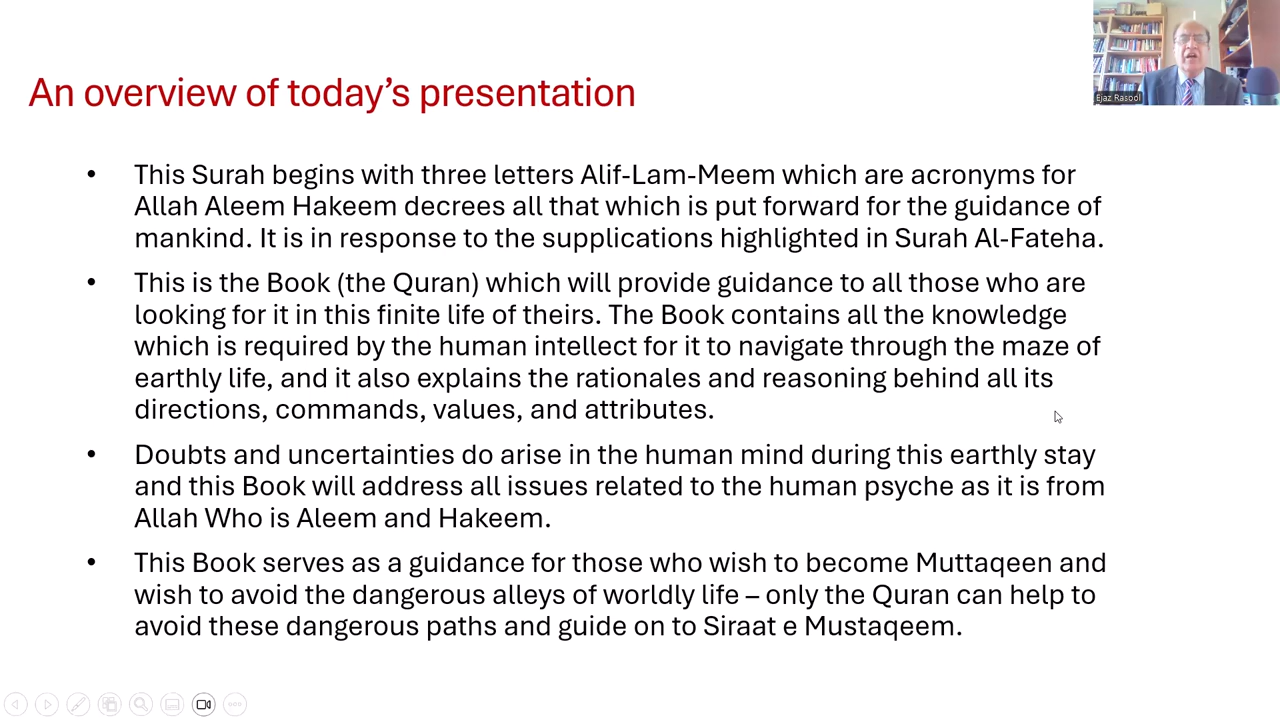 An overview of today’s presentation
Ejaz Rasool
• This Surah begins with three letters Alif-Lam-Meem which are acronyms for
Allah Aleem Hakeem decrees all that which is put forward for the guidance of
mankind. It is in response to the supplications highlighted in Surah Al-Fateha.
• This is the Book (the Quran) which will provide guidance to all those who are
looking for it in this finite life of theirs. The Book contains all the knowledge
which is required by the human intellect for it to navigate through the maze of
earthly life, and it also explains the rationales and reasoning behind all its
directions, commands, values, and attributes.
• Doubts and uncertainties do arise in the human mind during this earthly stay
and this Book will address all issues related to the human psyche as it is from
Allah Who is Aleem and Hakeem.
• This Book serves as a guidance for those who wish to become Muttaqeen and
wish to avoid the dangerous alleys of worldly life – only the Quran can help to
avoid these dangerous paths and guide on to Siraat e Mustaqeem.